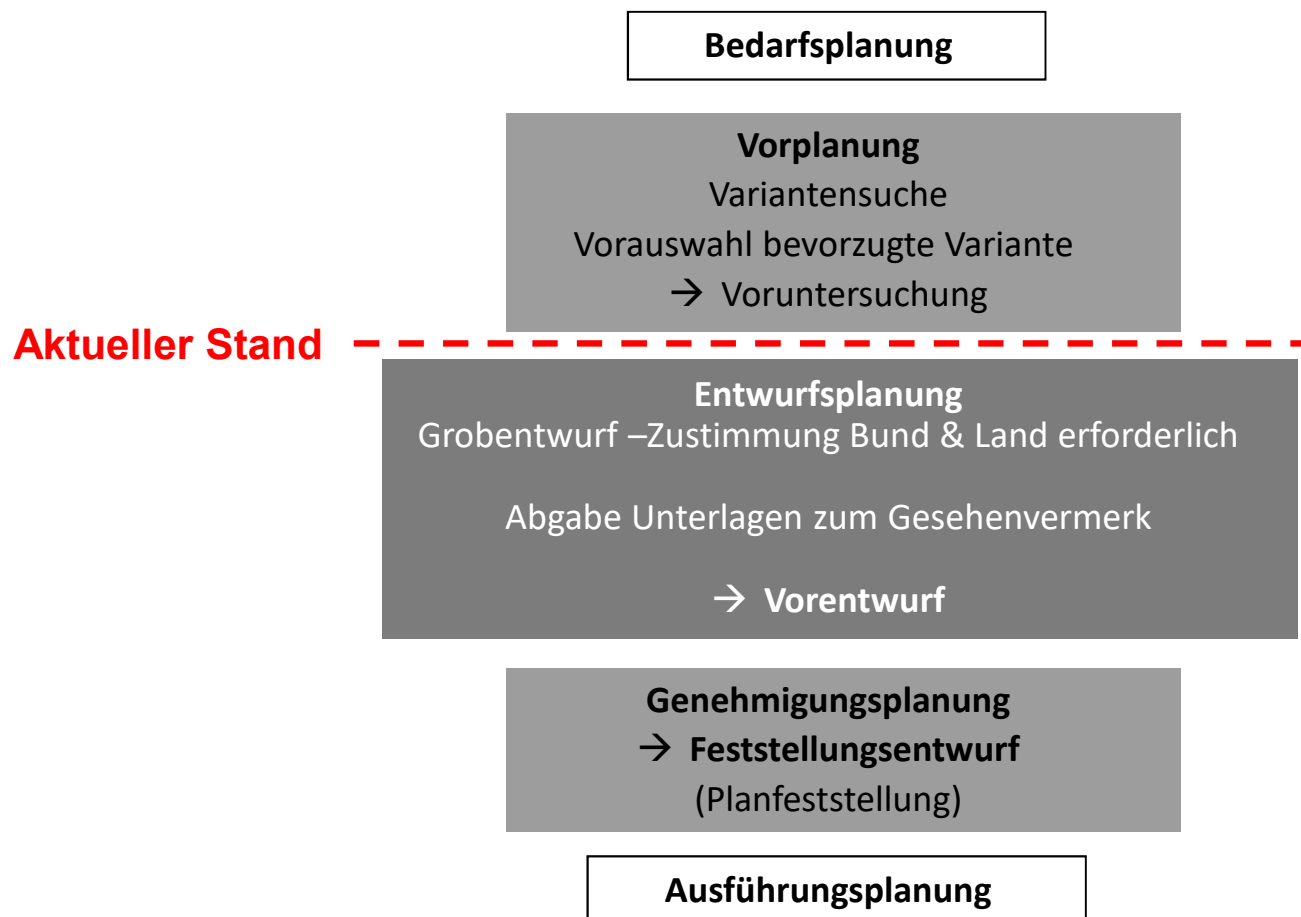 Bedarfsplanung
Vorplanung
Variantensuche
Vorauswahl bevorzugte Variante
→ Voruntersuchung
Aktueller Stand
Entwurfsplanung
Grobentwurf –Zustimmung Bund & Land erforderlich
Abgabe Unterlagen zum Gesehenvermerk
→ Vorentwurf
Genehmigungsplanung
→ Feststellungsentwurf
(Planfeststellung)
Ausführungsplanung